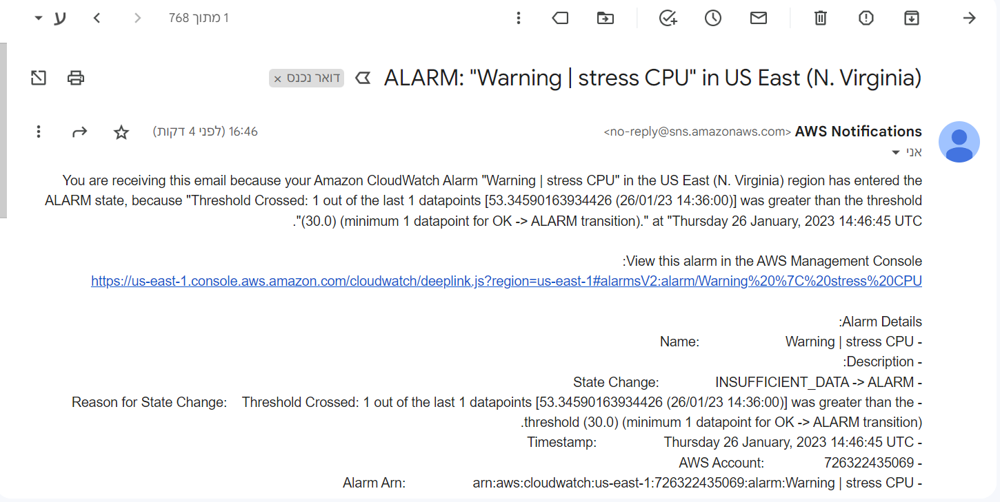 ע
1 מתוך 768
ALARM: "Warning | stress CPU" in US East (N. Virginia)
דואר נכנס ×
AWS Notifications <no-reply@sns.amazonaws.com>
16:46 (לפני 4 דקות)
אני
You are receiving this email because your Amazon CloudWatch Alarm "Warning | stress CPU" in the US East (N. Virginia) region has entered the
ALARM state, because "Threshold Crossed: 1 out of the last 1 datapoints [53.34590163934426 (26/01/23 14:36:00)] was greater than the threshold
(30.0) (minimum 1 datapoint for OK -> ALARM transition)." at "Thursday 26 January, 2023 14:46:45 UTC".
View this alarm in the AWS Management Console:
https://us-east-1.console.aws.amazon.com/cloudwatch/deeplink.js?region=us-east-1#alarmsV2:alarm/Warning%20%7C%20stress%20CPU
Alarm Details:
- Name: Warning | stress CPU
- Description:
- State Change: INSUFFICIENT_DATA -> ALARM
- Reason for State Change: Threshold Crossed: 1 out of the last 1 datapoints [53.34590163934426 (26/01/23 14:36:00)] was greater than the
threshold (30.0) (minimum 1 datapoint for OK -> ALARM transition).
- Timestamp: Thursday 26 January, 2023 14:46:45 UTC
- AWS Account: 726322435069
- Alarm Arn: arn:aws:cloudwatch:us-east-1:726322435069:alarm:Warning | stress CPU